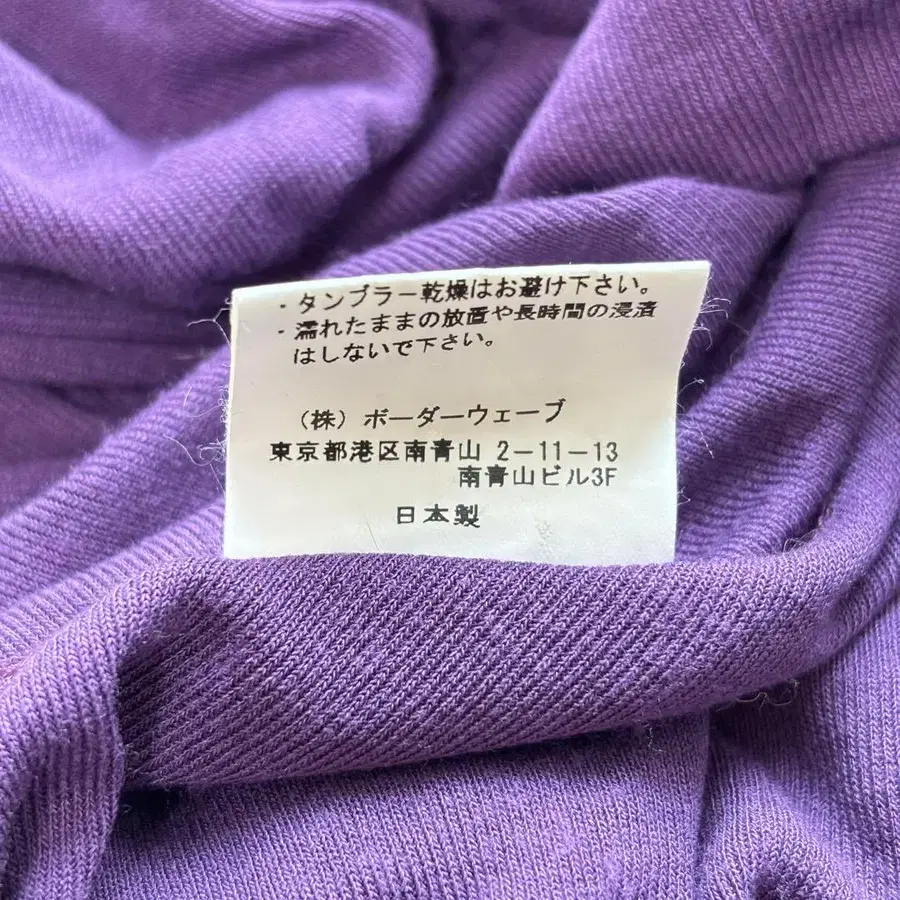 ・タンブラー乾燥はお避け下さい。
・濡れたままの放置や長時間の浸済
はしないで下さい。
（株）ボーダーウェーブ
東京都港区南青山 2－11－13
南青山ビル3F
日本製